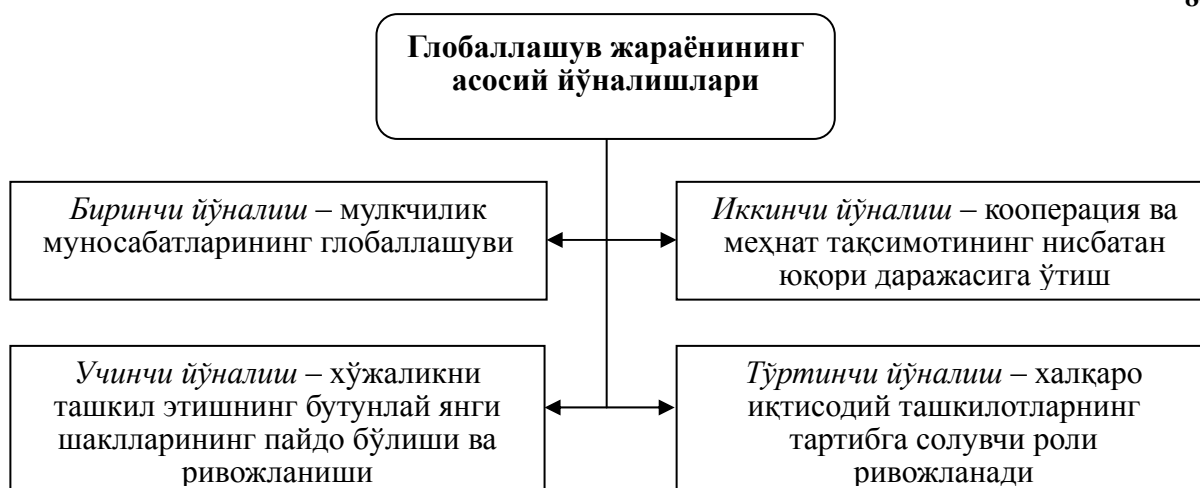 Глобаллашув жараёнининг
асосий йўналишлари
Биринчи йўналиш – мулкчилик
муносабатларининг глобаллашуви
Иккинчи йўналиш – кооперация ва
меҳнат тақсимотининг нисбатан
юқори даражасига ўтиш
Учинчи йўналиш – хўжаликни
ташкил этишнинг бутунлай янги
шаклларининг пайдо бўлиши ва
ривожланиши
Тўртинчи йўналиш – халқаро
иқтисодий ташкилотларнинг
тартибга солувчи роли
ривожланади